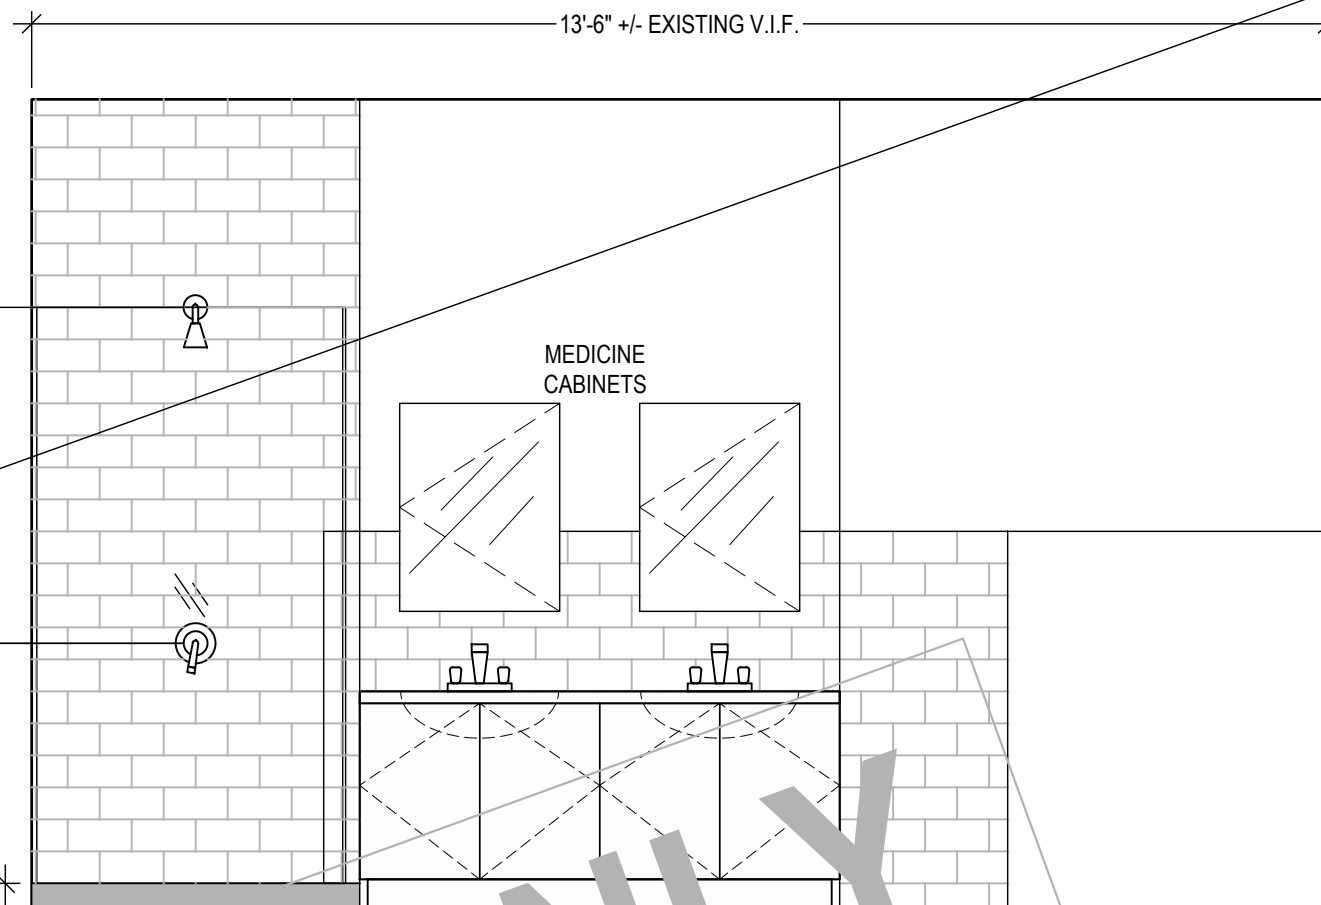 13'-6" +/- EXISTING V.I.F.
MEDICINE
CABINETS